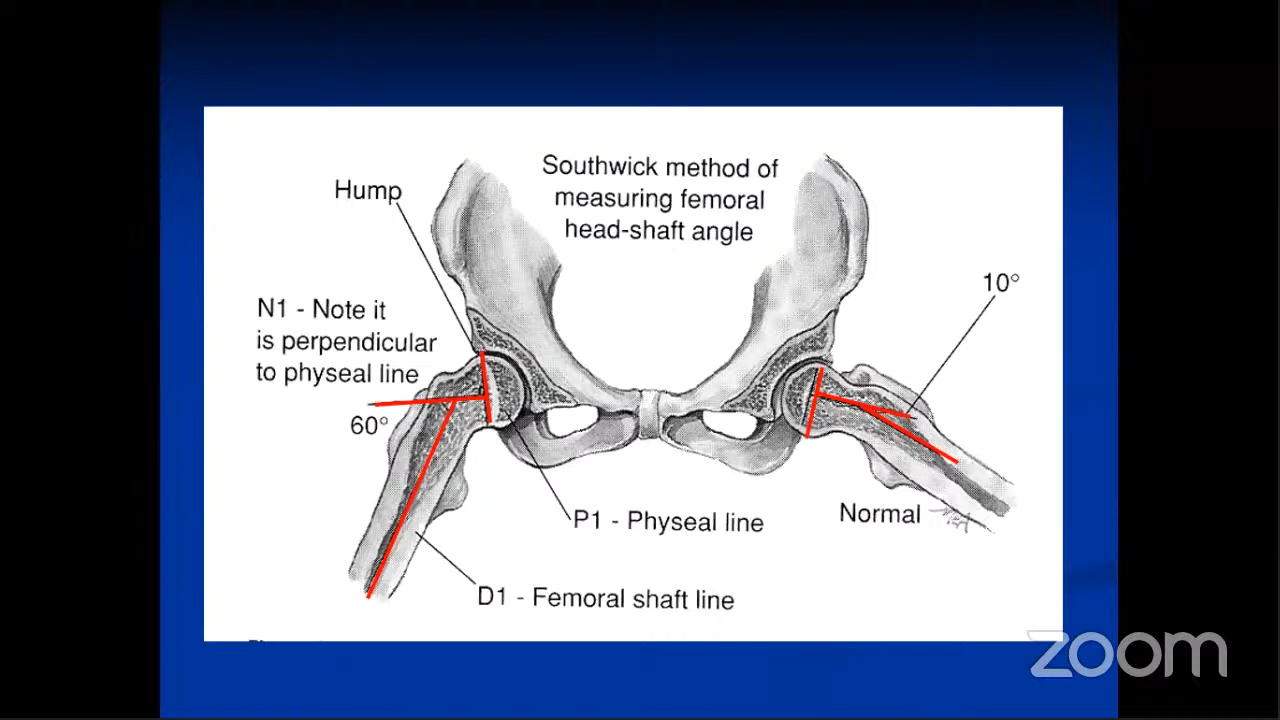 Southwick method of
measuring femoral
head-shaft angle
Hump
10°
N1 - Note it
is perpendicular
to physeal line
60°
P1 - Physeal line
Normal
D1 - Femoral shaft line
zoom